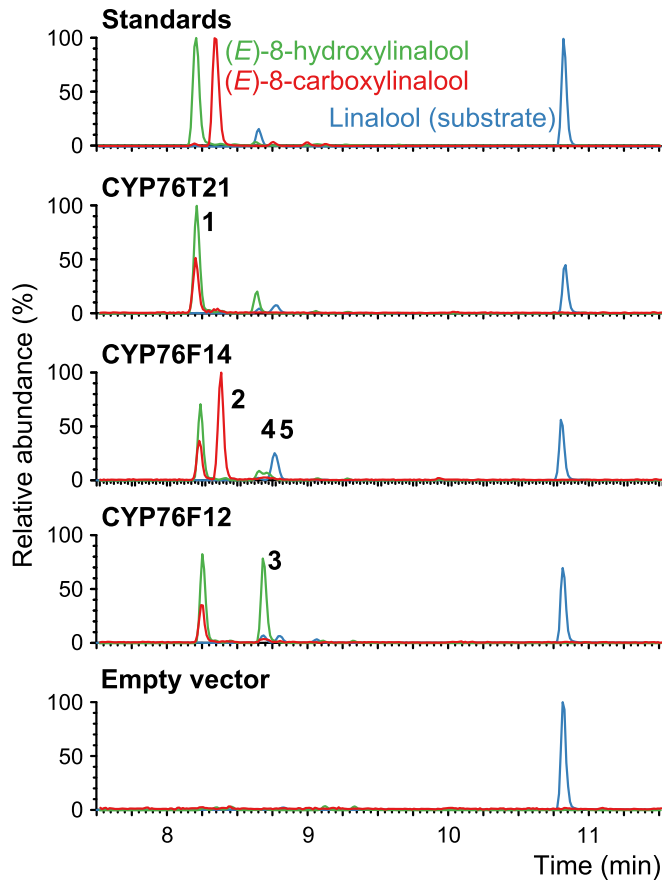 Standards
100
50
0
(E)-8-hydroxylinalool
(E)-8-carboxylinalool
Linalool (substrate)
CYP76T21
100
50
0
1
CYP76F14
100
50
0
2
4 5
CYP76F12
100
50
0
3
Empty vector
100
50
0
Relative abundance (%)
8 9 10 11
Time (min)